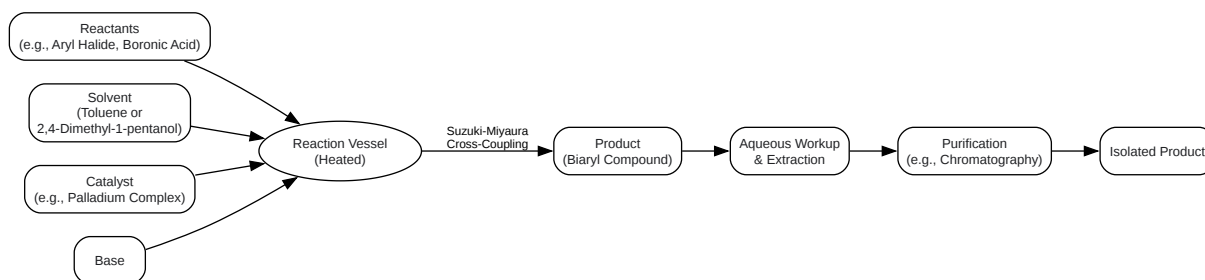 Reactants
(e.g., Aryl Halide, Boronic Acid)
Solvent
(Toluene or
2,4-Dimethyl-1-pentanol)
Catalyst
(e.g., Palladium Complex)
Base
Reaction Vessel
(Heated)
Suzuki-Miyaura
Cross-Coupling
Product
(Biaryl Compound)
Aqueous Workup
& Extraction
Purification
(e.g., Chromatography)
Isolated Product